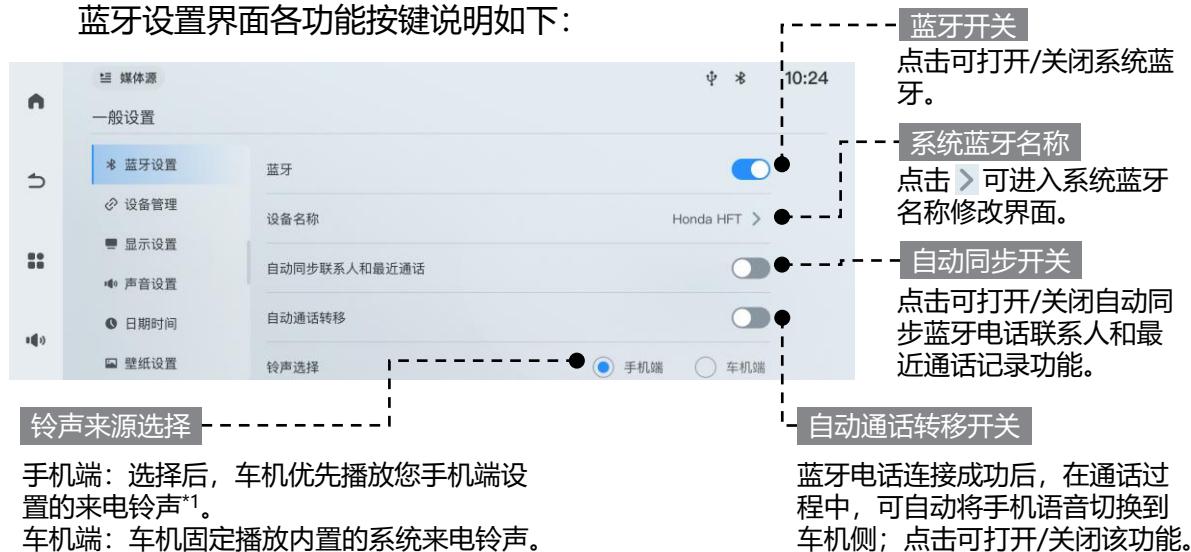 蓝牙设置界面各功能按键说明如下：
媒体源
10:24
一般设置
蓝牙设置
设备管理
显示设置
声音设置
日期时间
壁纸设置
蓝牙
设备名称
Honda HFT
自动同步联系人和最近通话
自动通话转移
铃声选择
手机端
车机端
蓝牙开关
点击可打开/关闭系统蓝
牙。
系统蓝牙名称
点击 > 可进入系统蓝牙
名称修改界面。
自动同步开关
点击可打开/关闭自动同
步蓝牙电话联系人和最
近通话记录功能。
铃声来源选择
手机端：选择后，车机优先播放您手机端设
置的来电铃声*1。
车机端：车机固定播放内置的系统来电铃声。
自动通话转移开关
蓝牙电话连接成功后，在通话过
程中，可自动将手机语音切换到
车机侧；点击可打开/关闭该功能。